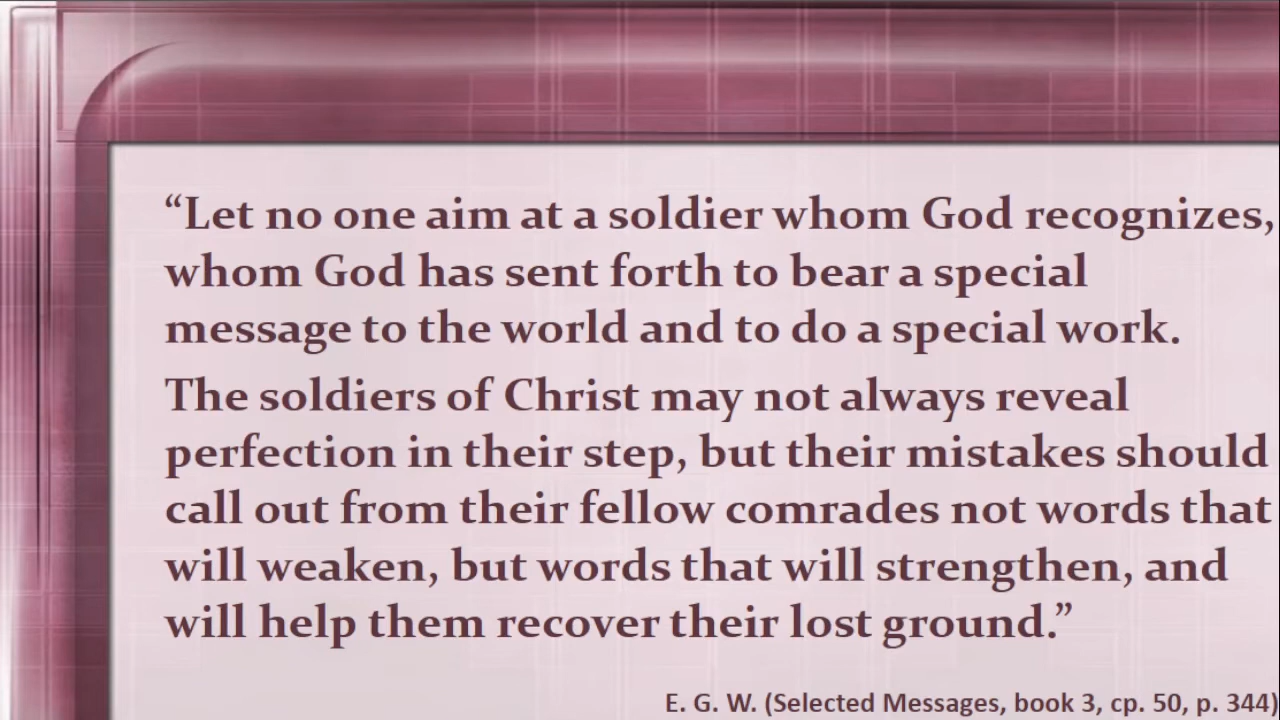 “Let no one aim at a soldier whom God recognizes,
whom God has sent forth to bear a special
message to the world and to do a special work.
The soldiers of Christ may not always reveal
perfection in their step, but their mistakes should
call out from their fellow comrades not words that
will weaken, but words that will strengthen, and
will help them recover their lost ground.”
E. G. W. (Selected Messages, book 3, cp. 50, p. 344)